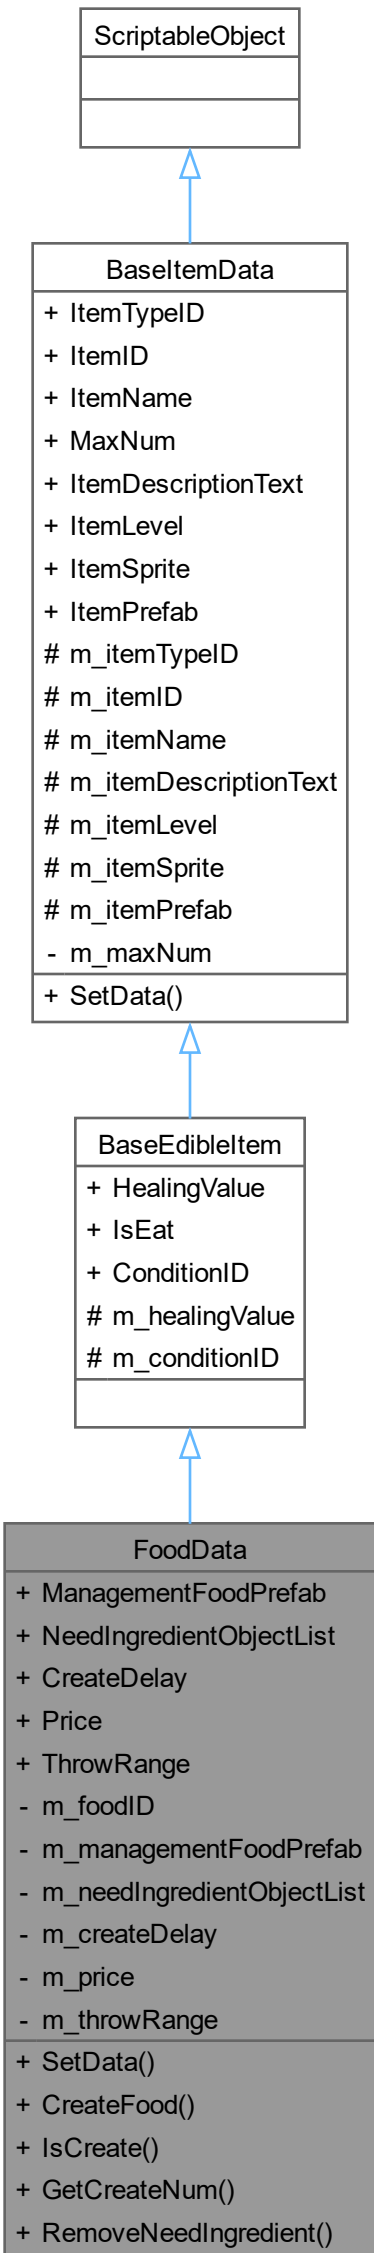 ScriptableObject
BaseItemData
+ ItemTypeID
+ ItemID
+ ItemName
+ MaxNum
+ ItemDescriptionText
+ ItemLevel
+ ItemSprite
+ ItemPrefab
# m_itemTypeID
# m_itemID
# m_itemName
# m_itemDescriptionText
# m_itemLevel
# m_itemSprite
# m_itemPrefab
- m_maxNum
+ SetData()
BaseEdibleItem
+ HealingValue
+ IsEat
+ ConditionID
# m_healingValue
# m_conditionID
FoodData
+ ManagementFoodPrefab
+ NeedIngredientObjectList
+ CreateDelay
+ Price
+ ThrowRange
- m_foodID
- m_managementFoodPrefab
- m_needIngredientObjectList
- m_createDelay
- m_price
- m_throwRange
+ SetData()
+ CreateFood()
+ IsCreate()
+ GetCreateNum()
+ RemoveNeedIngredient()